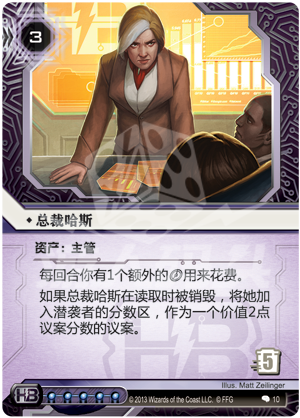 3
总裁哈斯
资产：主管
每回合你有1个额外的用来花费。
如果总裁哈斯在读取时被销毁，将她加
入潜袭者的分数区，作为一个价值2点
议案分数的议案。
5
Illus. Matt Zeilinger
HB
© 2013 Wizards of the Coast LLC. © FFG
10